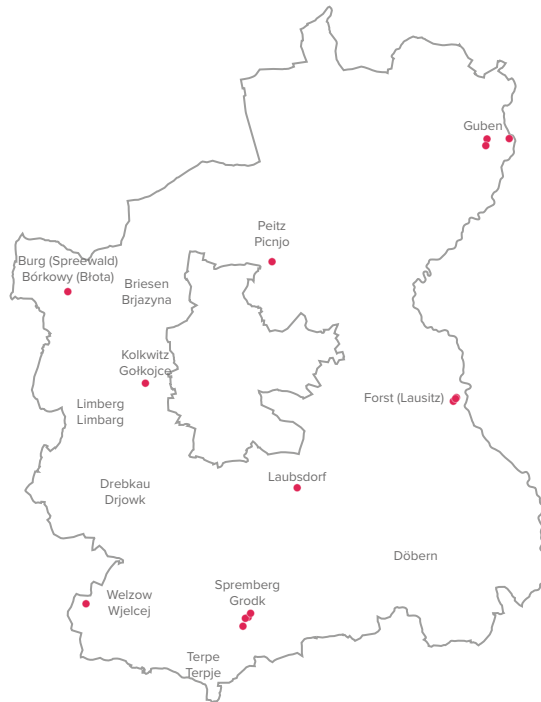 Guben
Peitz
Picnjo
Burg (Spreewald)
Bórkowy (Błota)
Briesen
Brjazyna
Kolkwitz
Gołkojce
Forst (Lausitz)
Limberg
Limbarg
Laubsdorf
Drebkau
Drjowk
Döbern
Welzow
Wjelcej
Spremberg
Grodk
Terpe
Terpje